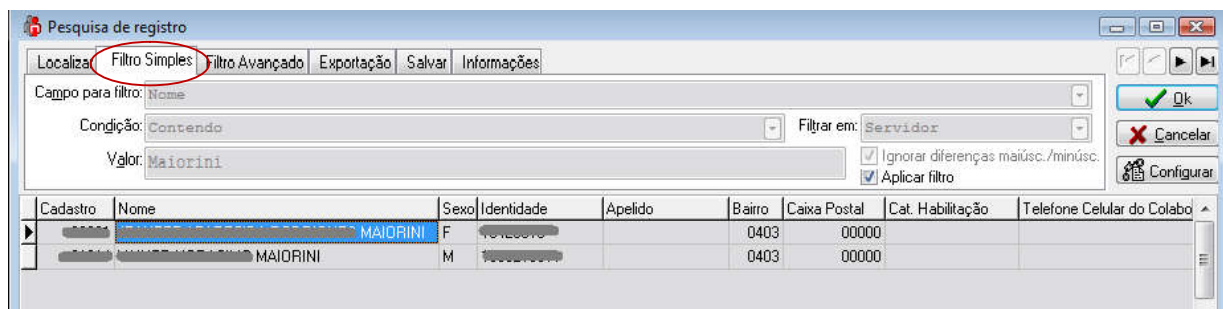 Pesquisa de registro
Localizar Filtro Simples Filtro Avançado Exportação Salvar Informações
Campo para filtro: Nome
Ok
Condição: Contendo Filtrar em: Servidor
Cancelar
Valor: Maiorini Ignorar diferenças maiúsc./minúsc.
Aplicar filtro
Configurar
Cadastro Nome Sexo Identidade Apelido Bairro Caixa Postal Cat. Habilitação Telefone Celular do Colabo
MAIORINI F 0403 00000
MAIORINI M 0403 00000